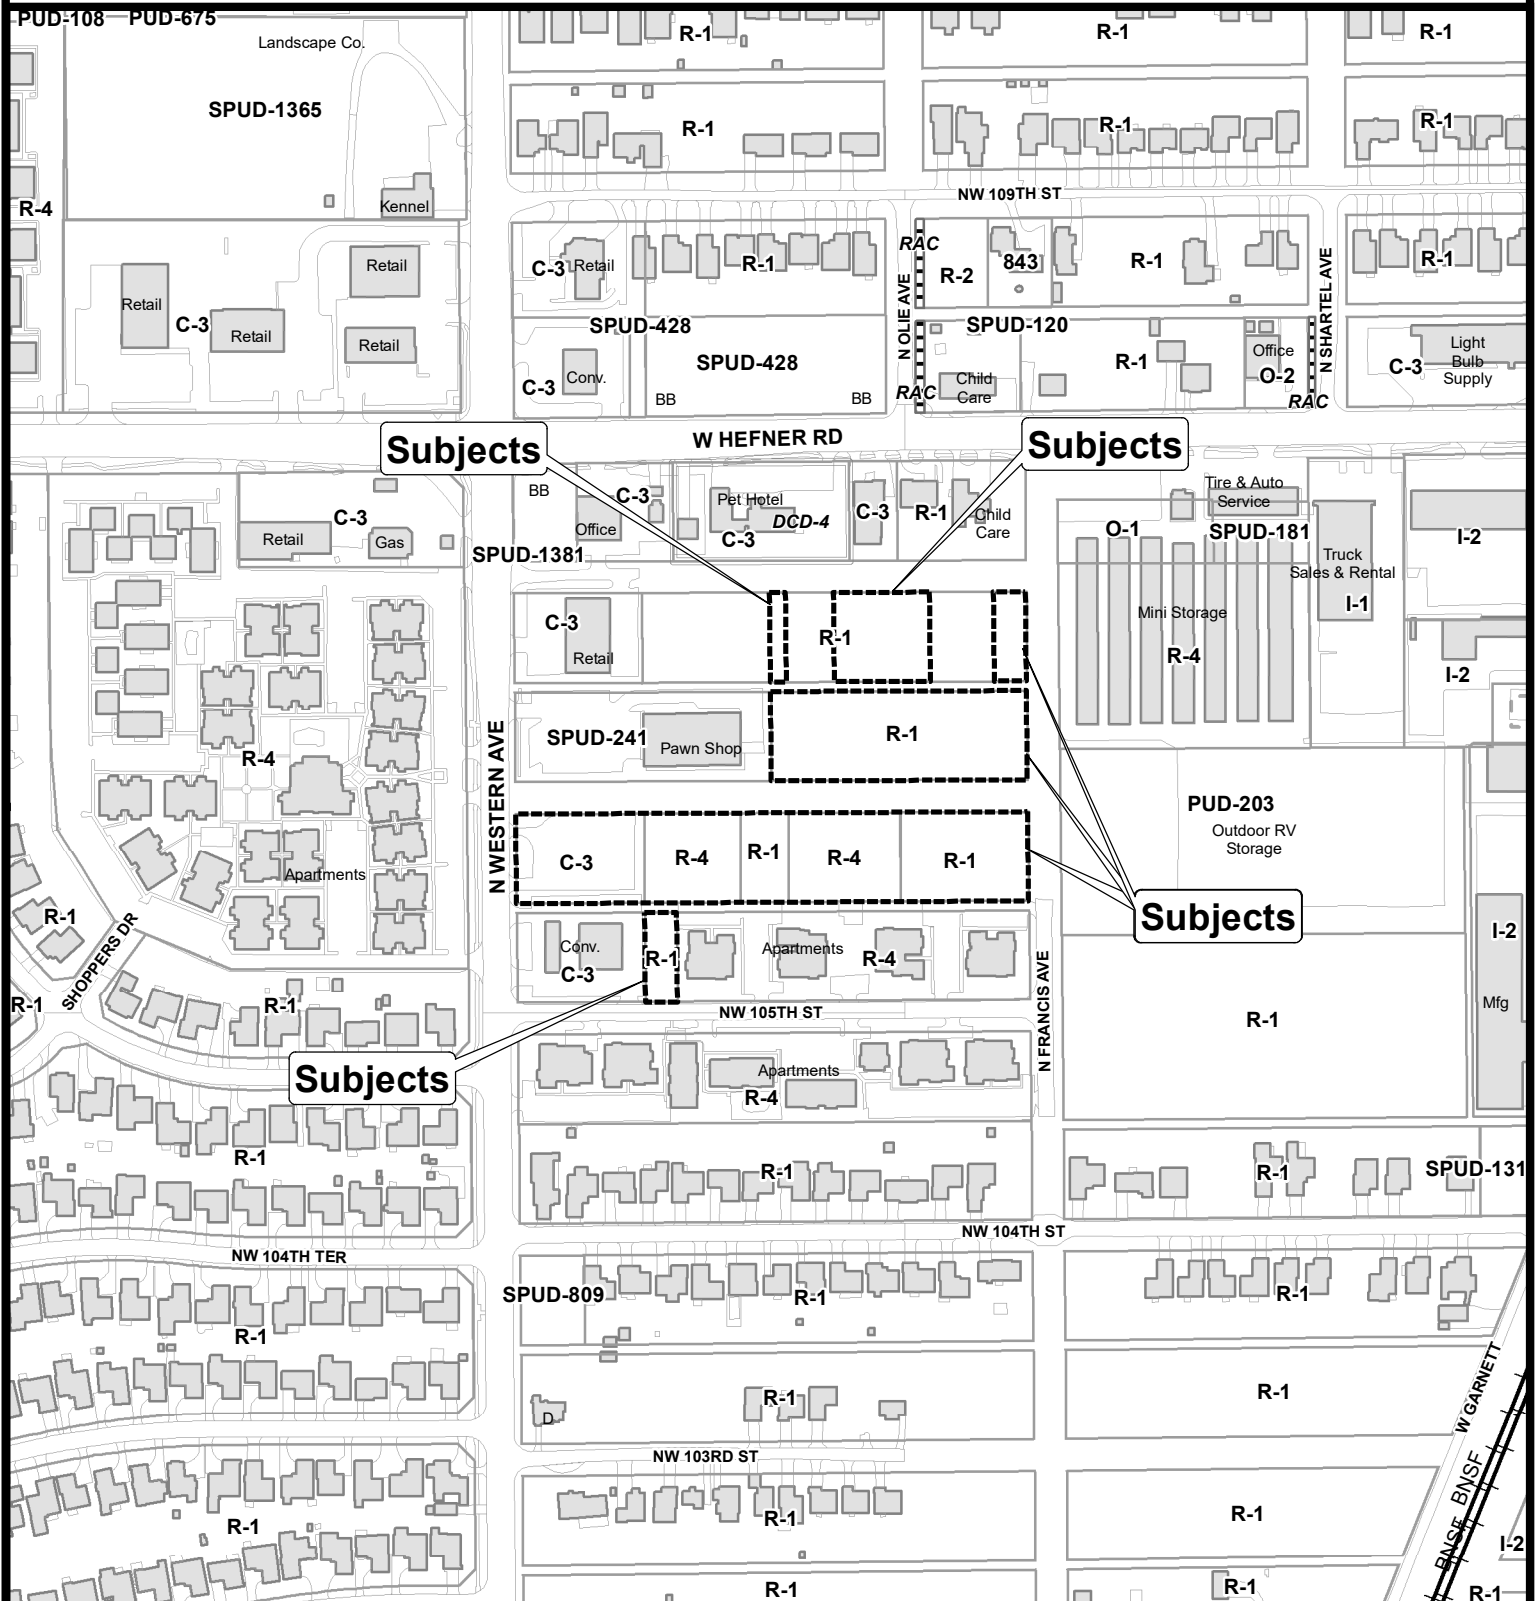 PUD-108 PUD-675
Landscape Co.
R-1
R-1
R-1
SPUD-1365
R-1
R-1
R-1
Kennel
R-4
NW 109TH ST
Retail
C-3
Retail
Retail
Retail
C-3
Retail
R-1
RAC
N OLIE AVE
R-2
843
R-1
N SHARTEL AVE
R-1
SPUD-428
SPUD-428
C-3
Conv.
BB
BB
SPUD-120
RAC
Child
Care
R-1
Office
O-2
RAC
C-3
Light
Bulb
Supply
W HEFNER RD
Subjects
Subjects
C-3
Retail
Gas
BB
C-3
Office
SPUD-1381
Pet Hotel
DCD-4
C-3
C-3
R-1
Child
Care
Tire & Auto
Service
O-1
SPUD-181
Truck
Sales & Rental
I-1
I-2
Mini Storage
R-4
I-2
C-3
Retail
R-1
N WESTERN AVE
SPUD-241
Pawn Shop
R-1
R-4
Apartments
PUD-203
Outdoor RV
Storage
C-3
R-4
R-1
R-4
R-1
Subjects
R-1
SHOPPERS DR
R-1
R-1
Conv.
C-3
R-1
Apartments
R-4
I-2
Mfg
NW 105TH ST
N FRANCIS AVE
R-1
Subjects
Apartments
R-4
R-1
R-1
R-1
SPUD-131
NW 104TH ST
NW 104TH TER
SPUD-809
R-1
R-1
R-1
D
R-1
R-1
W GARNETT
NW 103RD ST
BNSF
BNSF
R-1
R-1
R-1
I-2
R-1
R-1
R-1